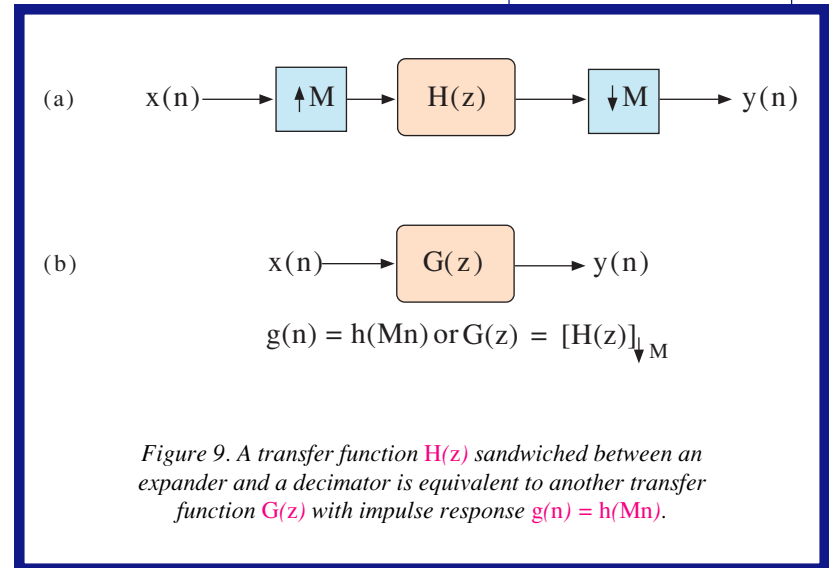 (a) x(n) ↑M H(z) ↓M y(n)
(b) x(n) G(z) y(n)
g(n) = h(Mn) or G(z) = [H(z)]↓M
Figure 9. A transfer function H(z) sandwiched between an
expander and a decimator is equivalent to another transfer
function G(z) with impulse response g(n) = h(Mn).